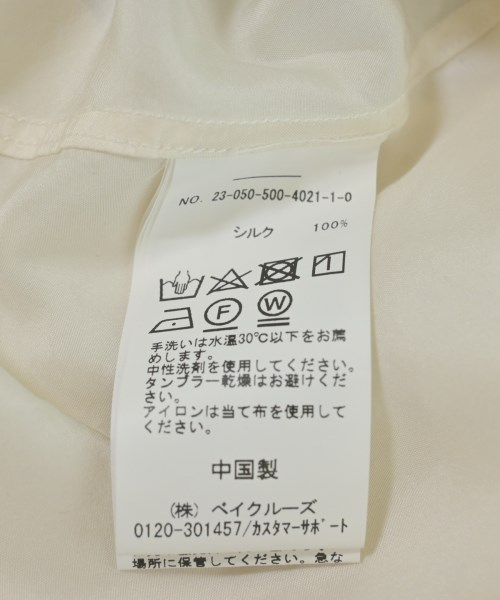 NO. 23-050-500-4021-1-0
シルク 100%
F W
手洗いは水温30℃以下をお薦
めします。
中性洗剤を使用してください。
タンブラー乾燥はお避けくだ
さい。
アイロンは当て布を使用して
ください。
中国製
(株) ベイクルーズ
0120-301457/カスタマーサポート
場所に保管してください。急な